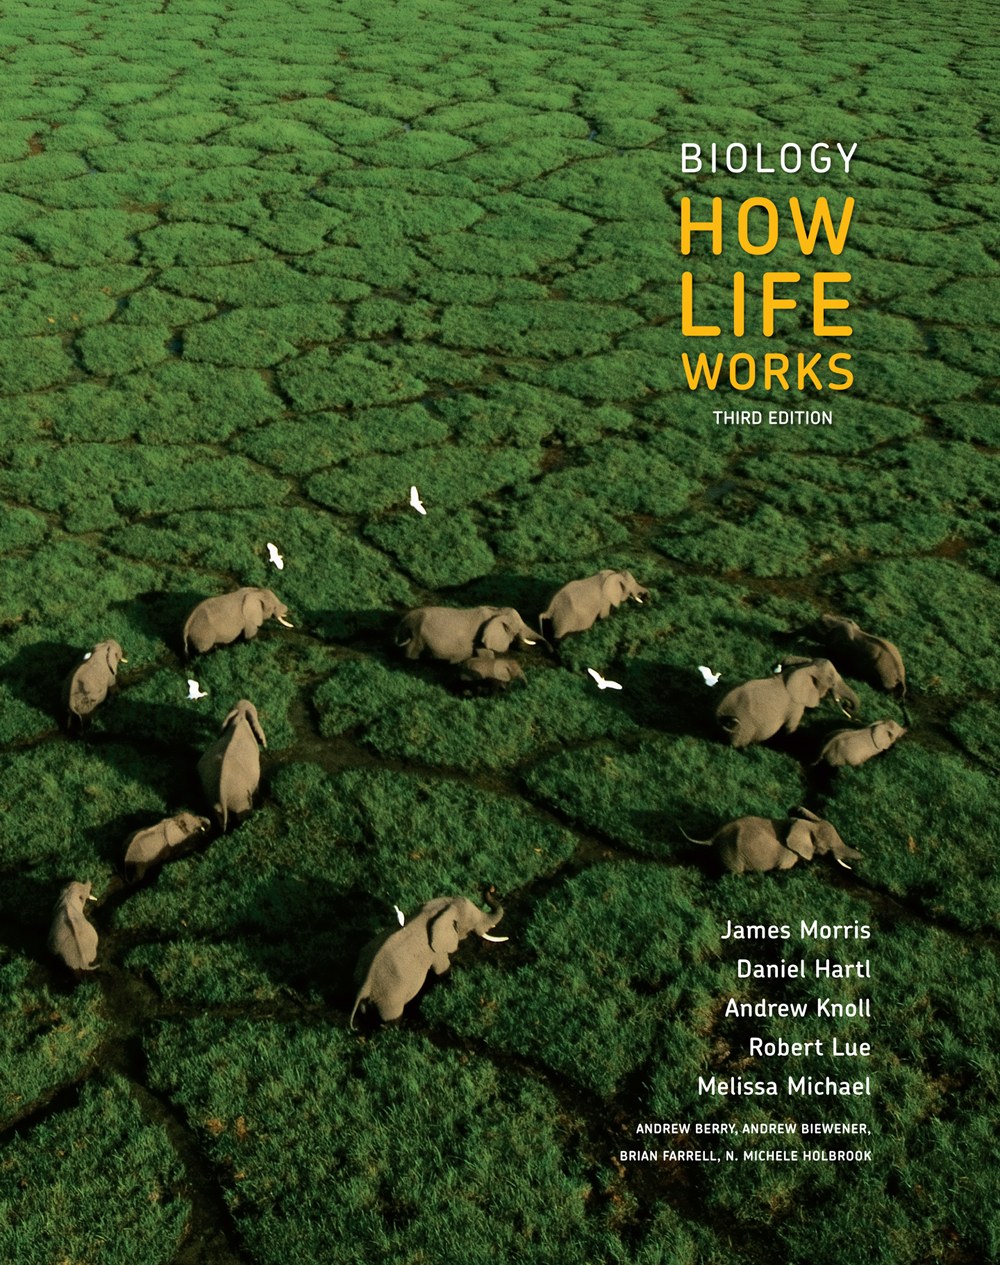 BIOLOGY
HOW
LIFE
WORKS
THIRD EDITION
James Morris
Daniel Hartl
Andrew Knoll
Robert Lue
Melissa Michael
ANDREW BERRY, ANDREW BIEWENER,
BRIAN FARRELL, N. MICHELE HOLBROOK